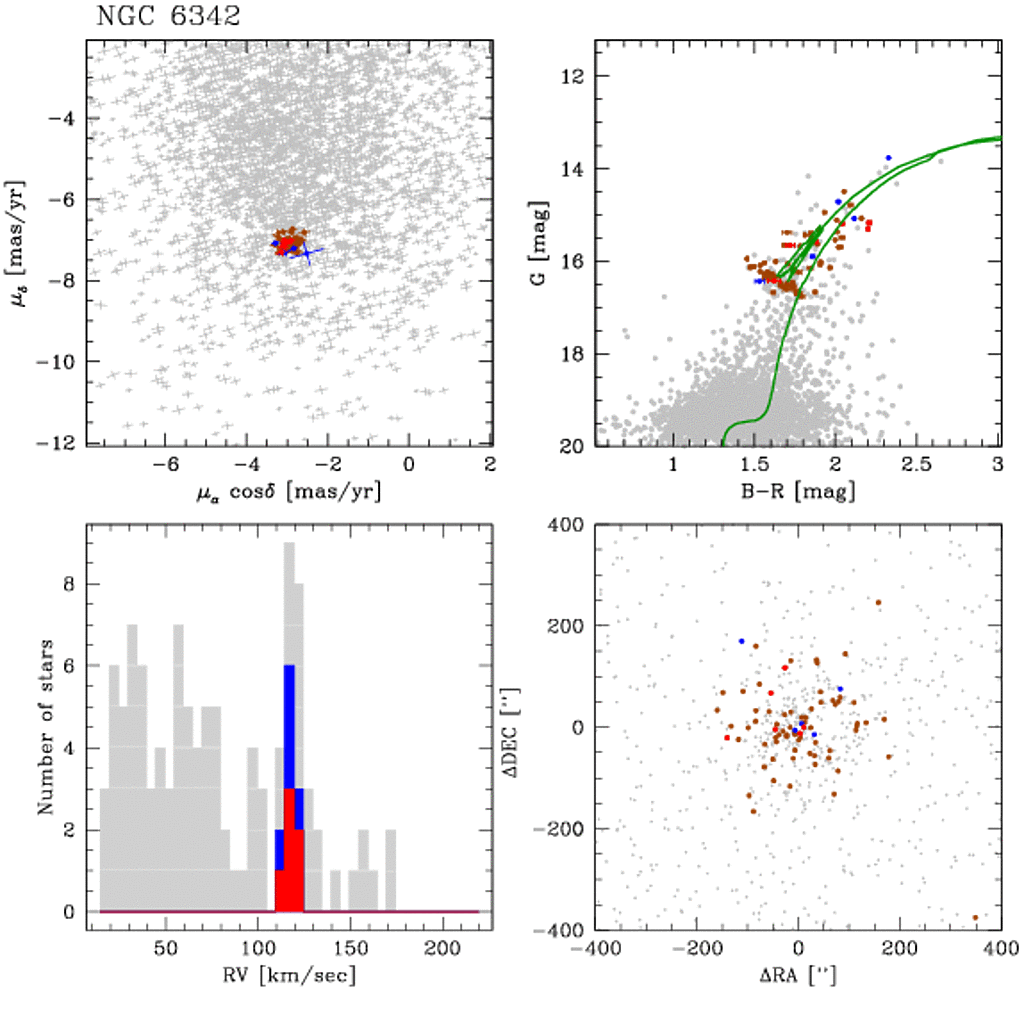 NGC 6342
−4
−6
−8
−10
−12
μδ [mas/yr]
−6 −4 −2 0 2
μα cosδ [mas/yr]
12
14
16
18
20
G [mag]
1 1.5 2 2.5 3
B−R [mag]
8
6
4
2
0
Number of stars
50 100 150 200
RV [km/sec]
400
200
0
−200
−400
ΔDEC [″]
−400 −200 0 200 400
ΔRA [″]